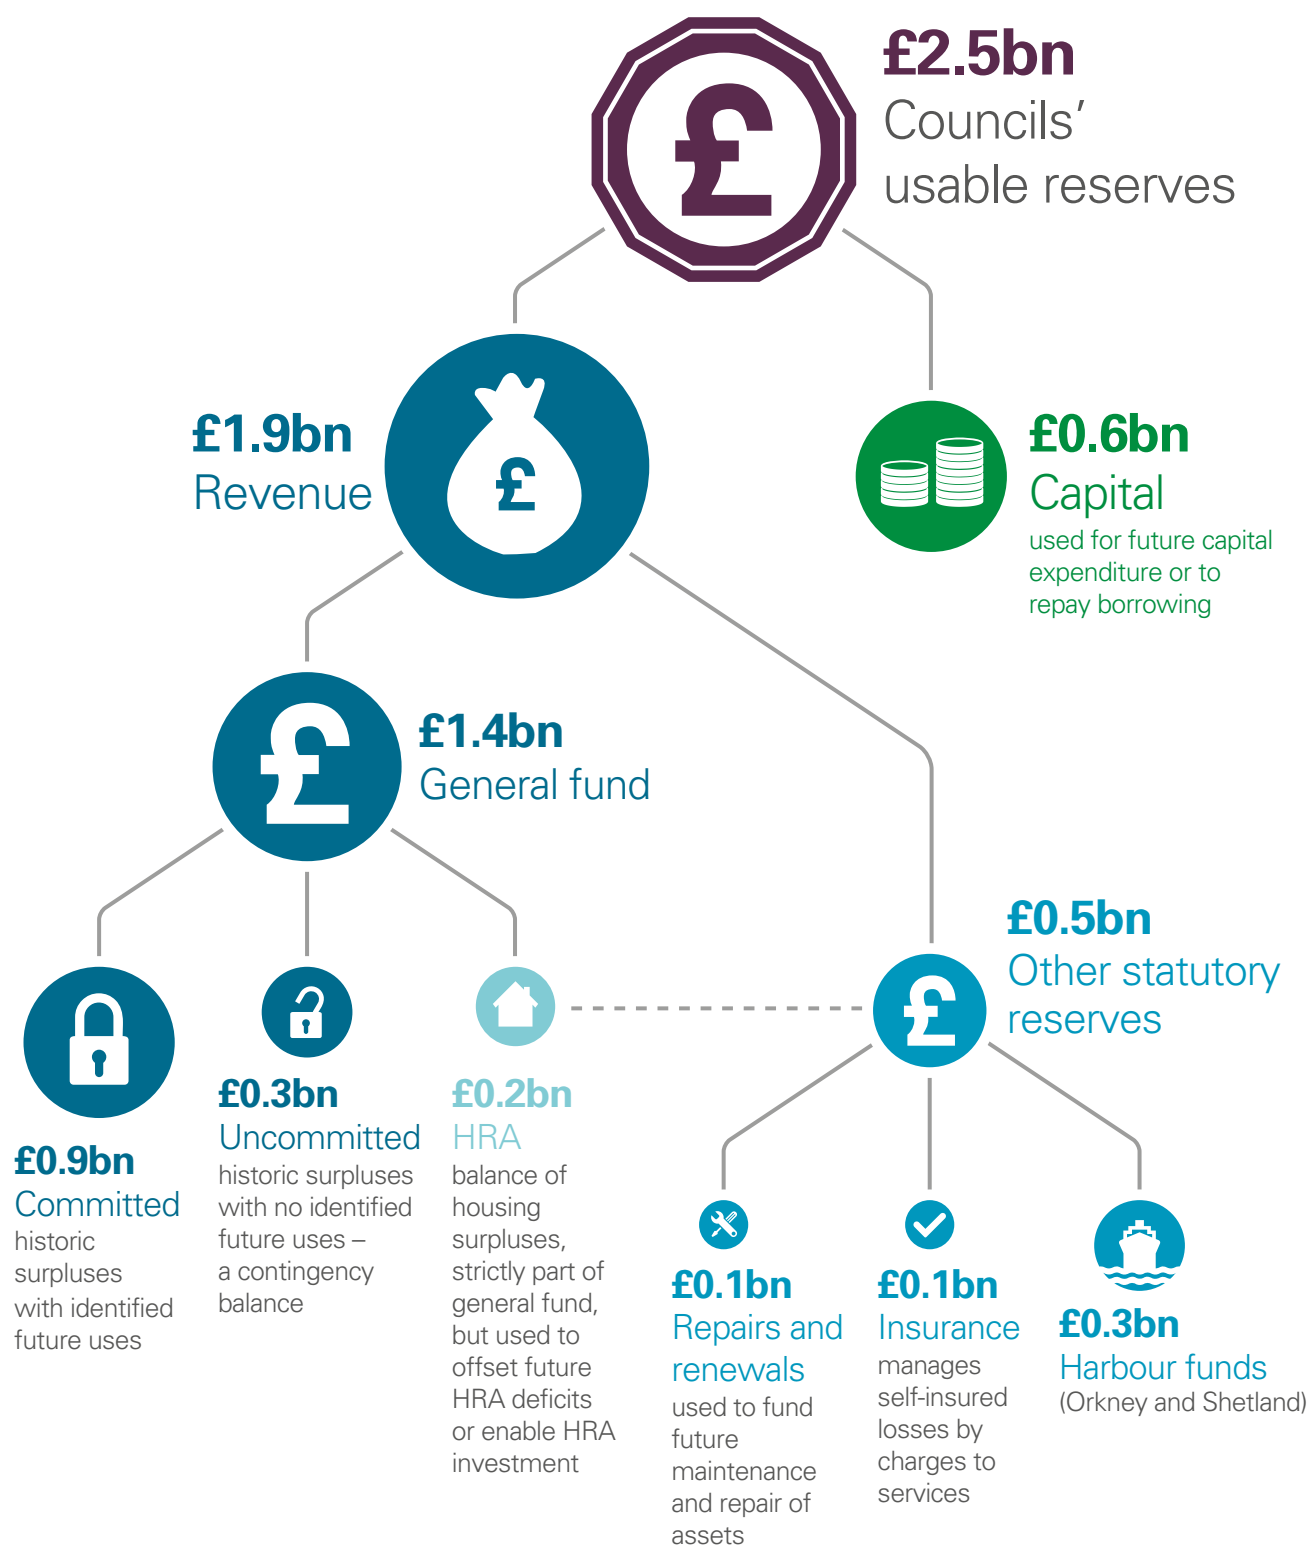 £
£2.5bn
Councils’
usable reserves
£1.9bn
Revenue
£
£0.6bn
Capital
used for future capital
expenditure or to
repay borrowing
£
£1.4bn
General fund
£0.5bn
Other statutory
reserves
£
£0.9bn
Committed
historic
surpluses
with identified
future uses
£0.3bn
Uncommitted
historic surpluses
with no identified
future uses –
a contingency
balance
£0.2bn
HRA
balance of
housing
surpluses,
strictly part of
general fund,
but used to
offset future
HRA deficits
or enable HRA
investment
£0.1bn
Repairs and
renewals
used to fund
future
maintenance
and repair of
assets
£0.1bn
Insurance
manages
self-insured
losses by
charges to
services
£0.3bn
Harbour funds
(Orkney and Shetland)